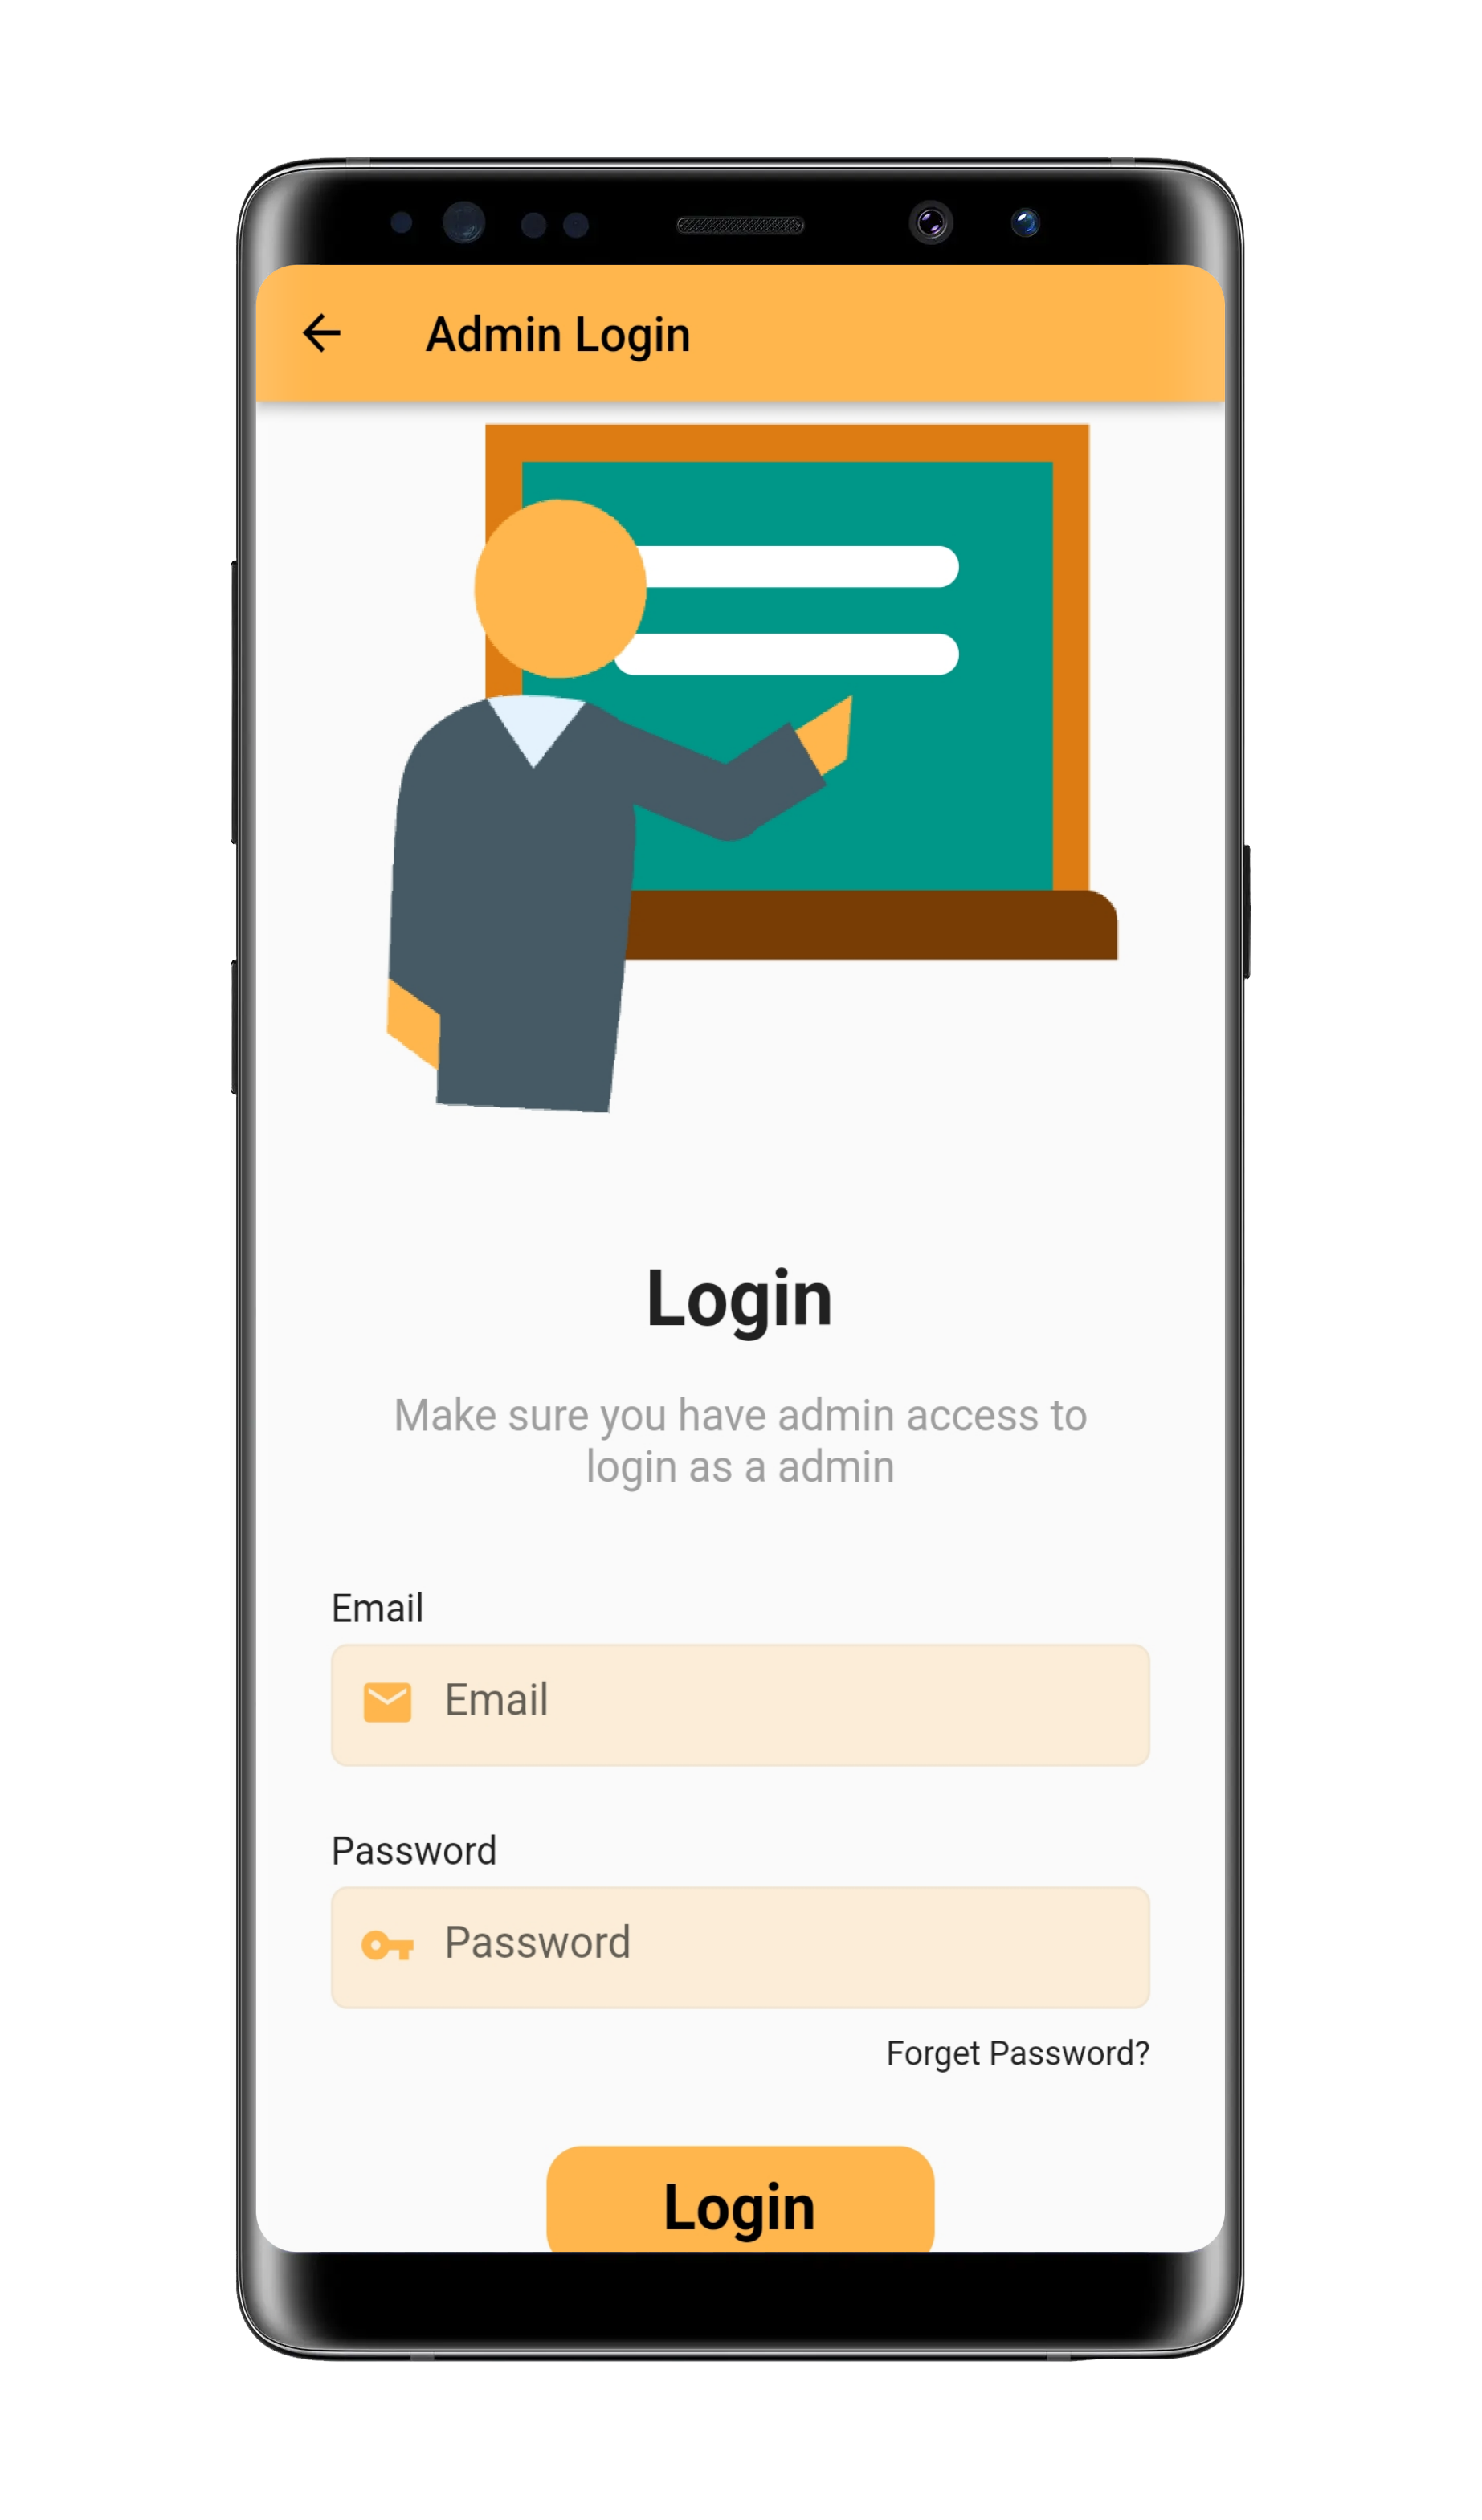 Admin Login
Login
Make sure you have admin access to
login as a admin
Email
Email
Password
Password
Forget Password?
Login